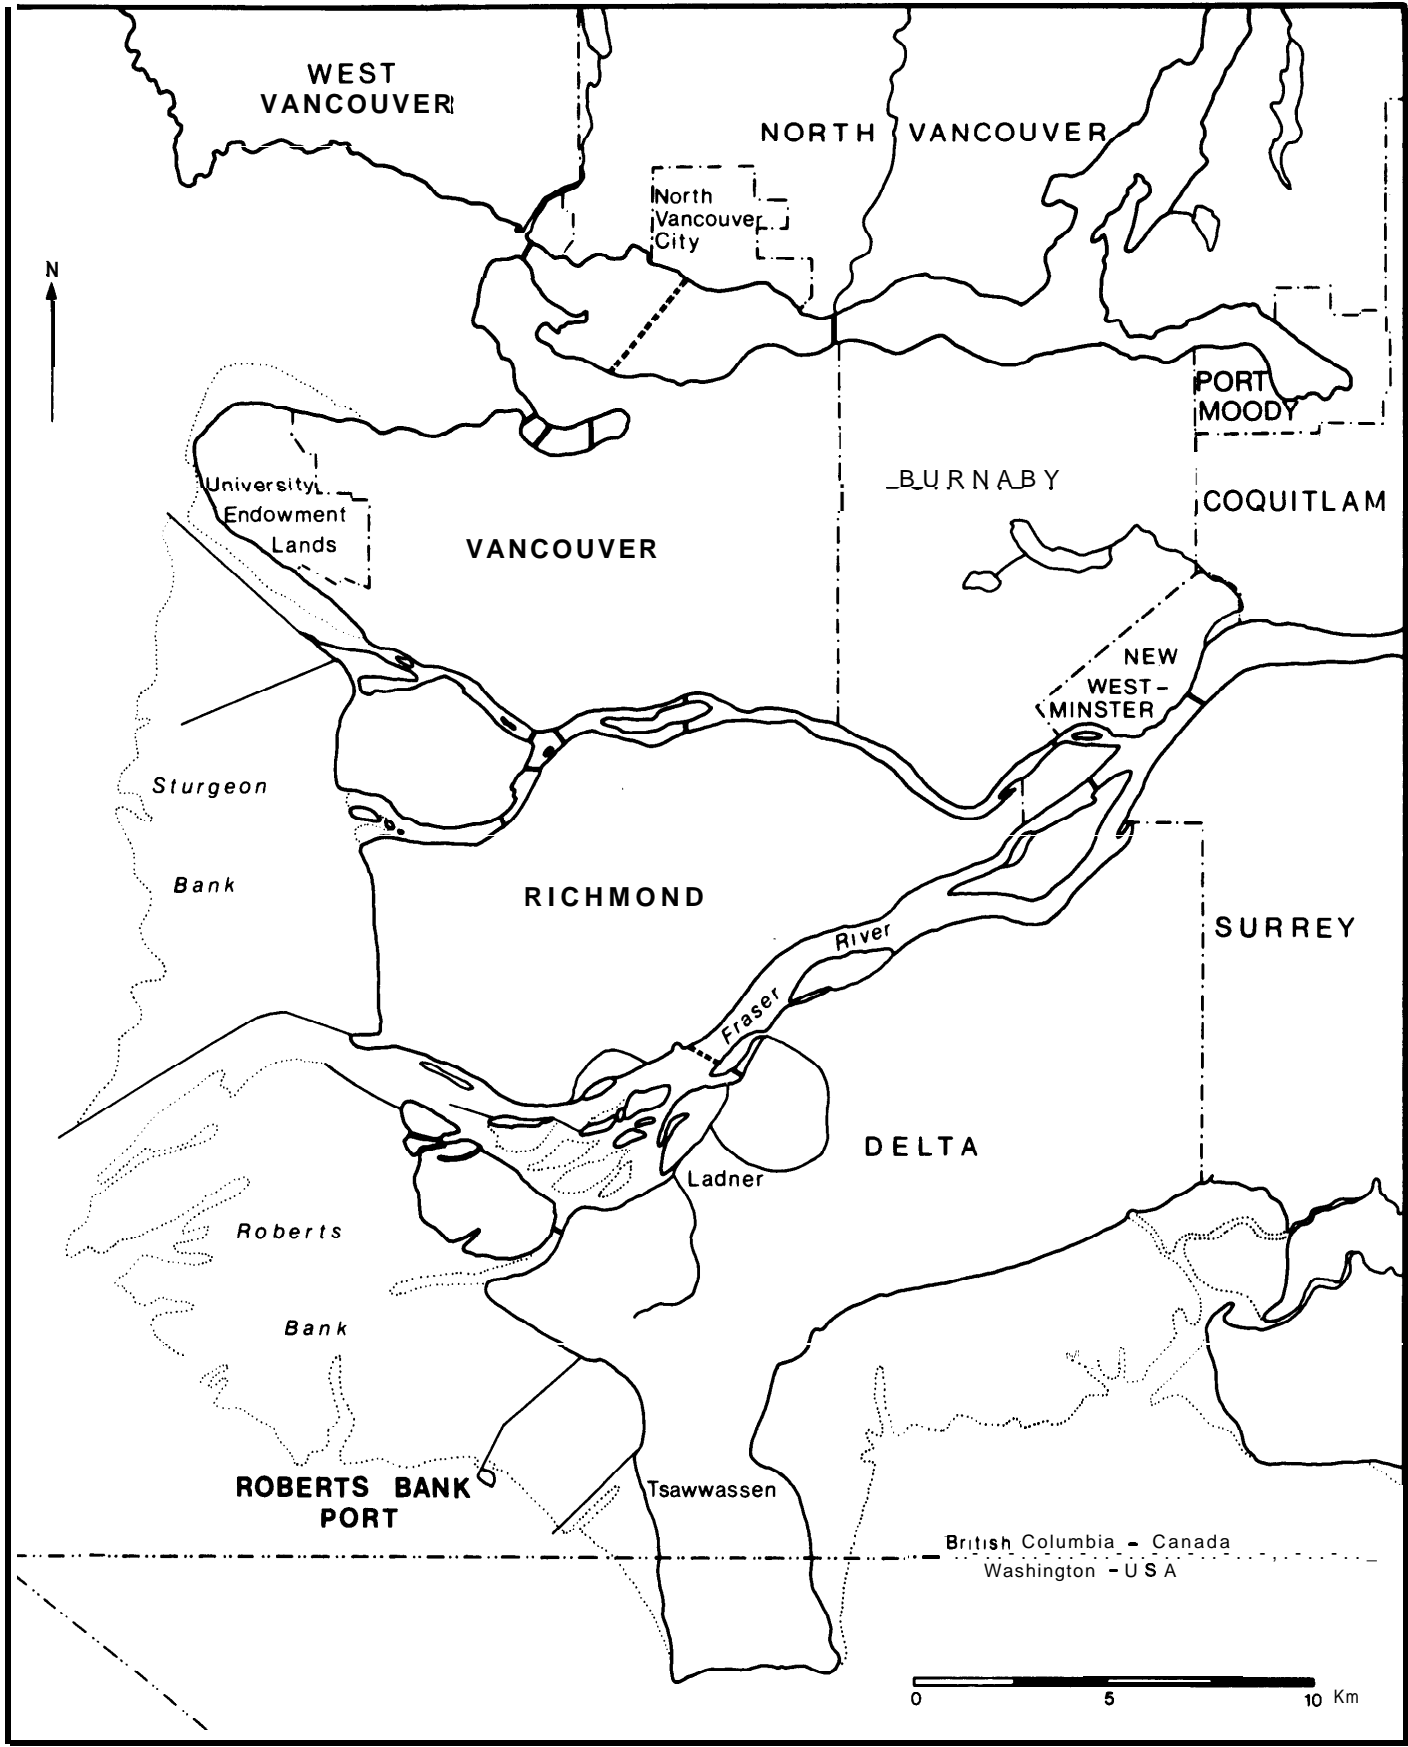 WEST
VANCOUVER
NORTH VANCOUVER
North
Vancouver
City
N
PORT
MOODY
BURNABY
COQUITLAM
University
Endowment
Lands
VANCOUVER
NEW
WEST-
MINSTER
Sturgeon
Bank
RICHMOND
SURREY
River
Fraser
DELTA
Ladner
Roberts
Bank
ROBERTS BANK
PORT
Tsawwassen
British Columbia - Canada
Washington - USA
0 5 10 Km